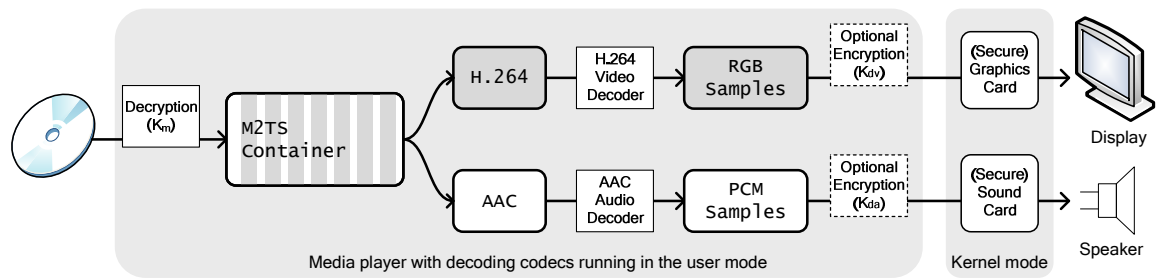 Decryption
(Km)
M2TS
Container
H.264
H.264
Video
Decoder
RGB
Samples
Optional
Encryption
(Kdv)
(Secure)
Graphics
Card
Display
AAC
AAC
Audio
Decoder
PCM
Samples
Optional
Encryption
(Kda)
(Secure)
Sound
Card
Speaker
Media player with decoding codecs running in the user mode
Kernel mode